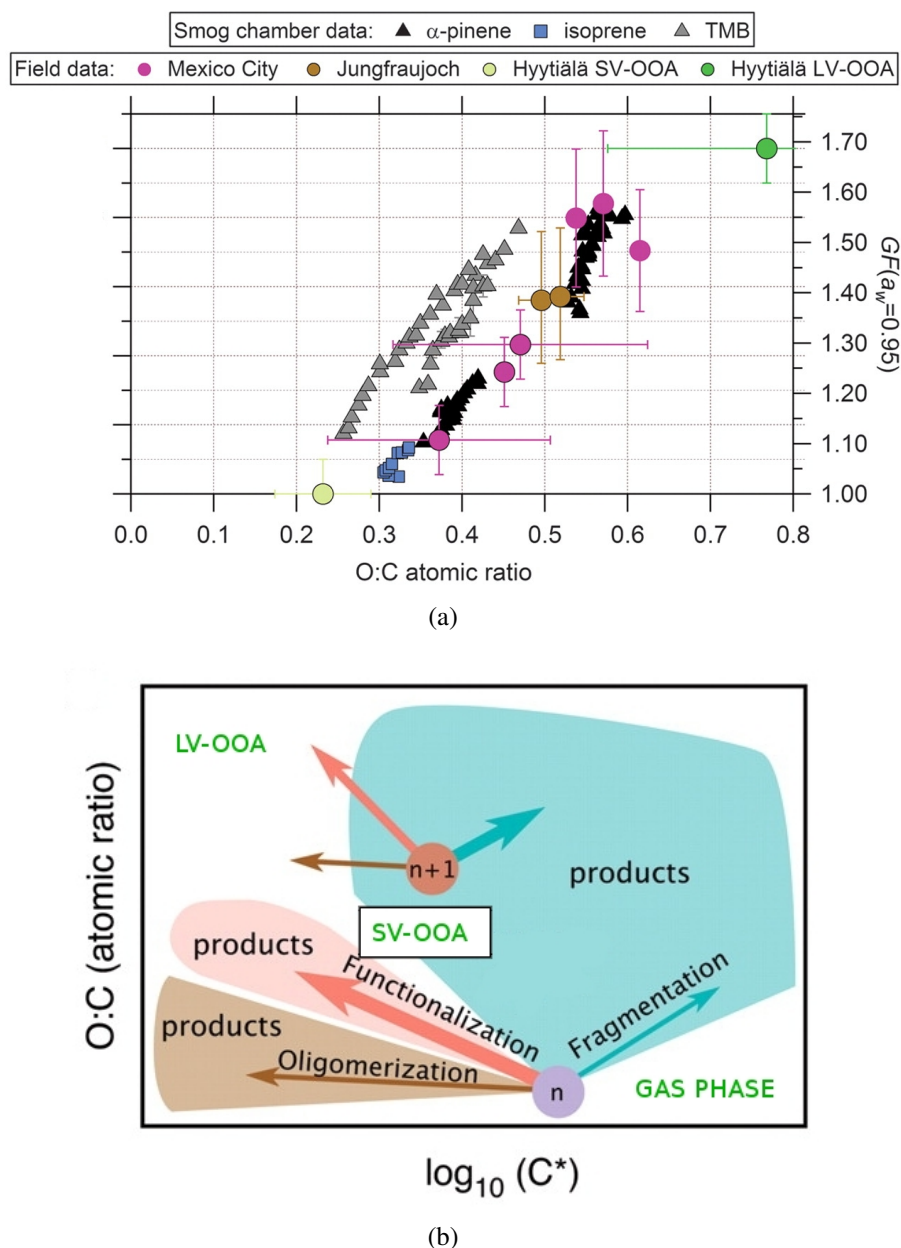 Smog chamber data: α-pinene isoprene TMB
Field data: Mexico City Jungfraujoch Hyytiälä SV-OOA Hyytiälä LV-OOA
1.70
1.60
1.50
1.40
1.30
1.20
1.10
1.00
GF(a_w=0.95)
0.0 0.1 0.2 0.3 0.4 0.5 0.6 0.7 0.8
O:C atomic ratio
(a)
LV-OOA
n+1
products
SV-OOA
products
Functionalization
Fragmentation
products
Oligomerization
n
GAS PHASE
O:C (atomic ratio)
log₁₀ (C*)
(b)